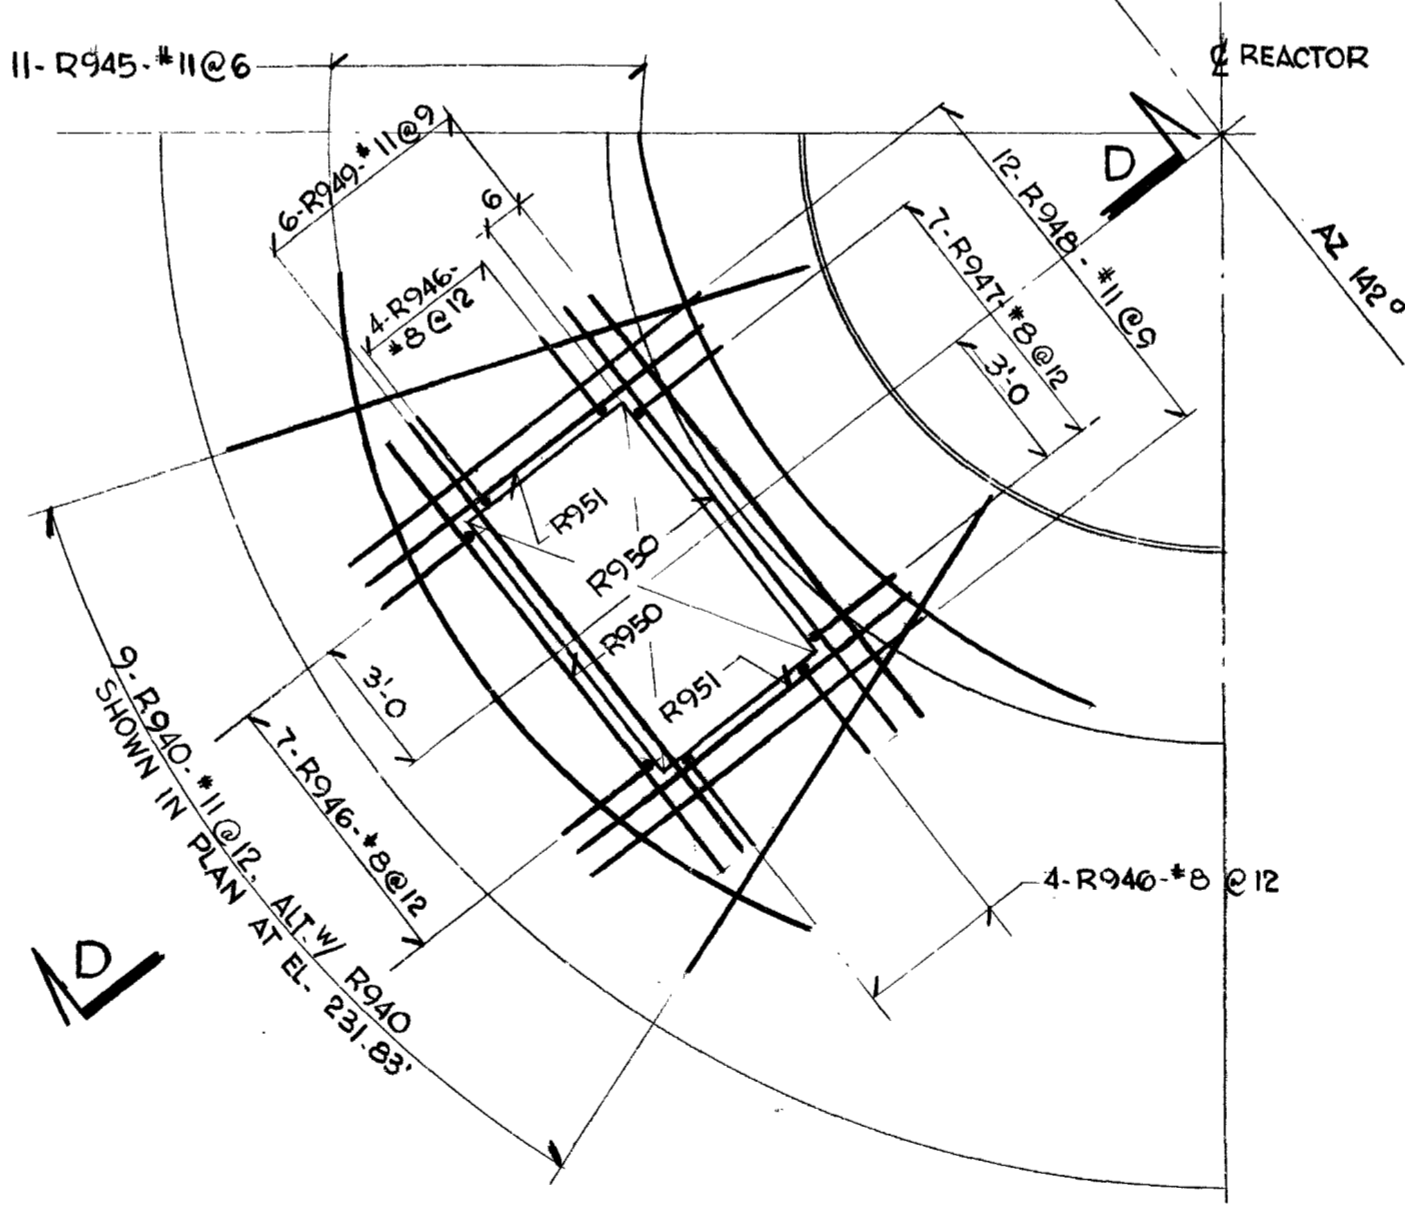 11- R945-#11@6
℄ REACTOR
6-R949-#11@9
6
D
12-R948-#11@9
7-R947-#8@12
AZ 142°
4-R946-
#8@12
3'-0
R951
R950
R950
R951
3'-0
9-R940-#11@12, ALT. W/ R940
SHOWN IN PLAN AT EL. 231.83'
7-R946-#8@12
4-R946-#8 @12
D